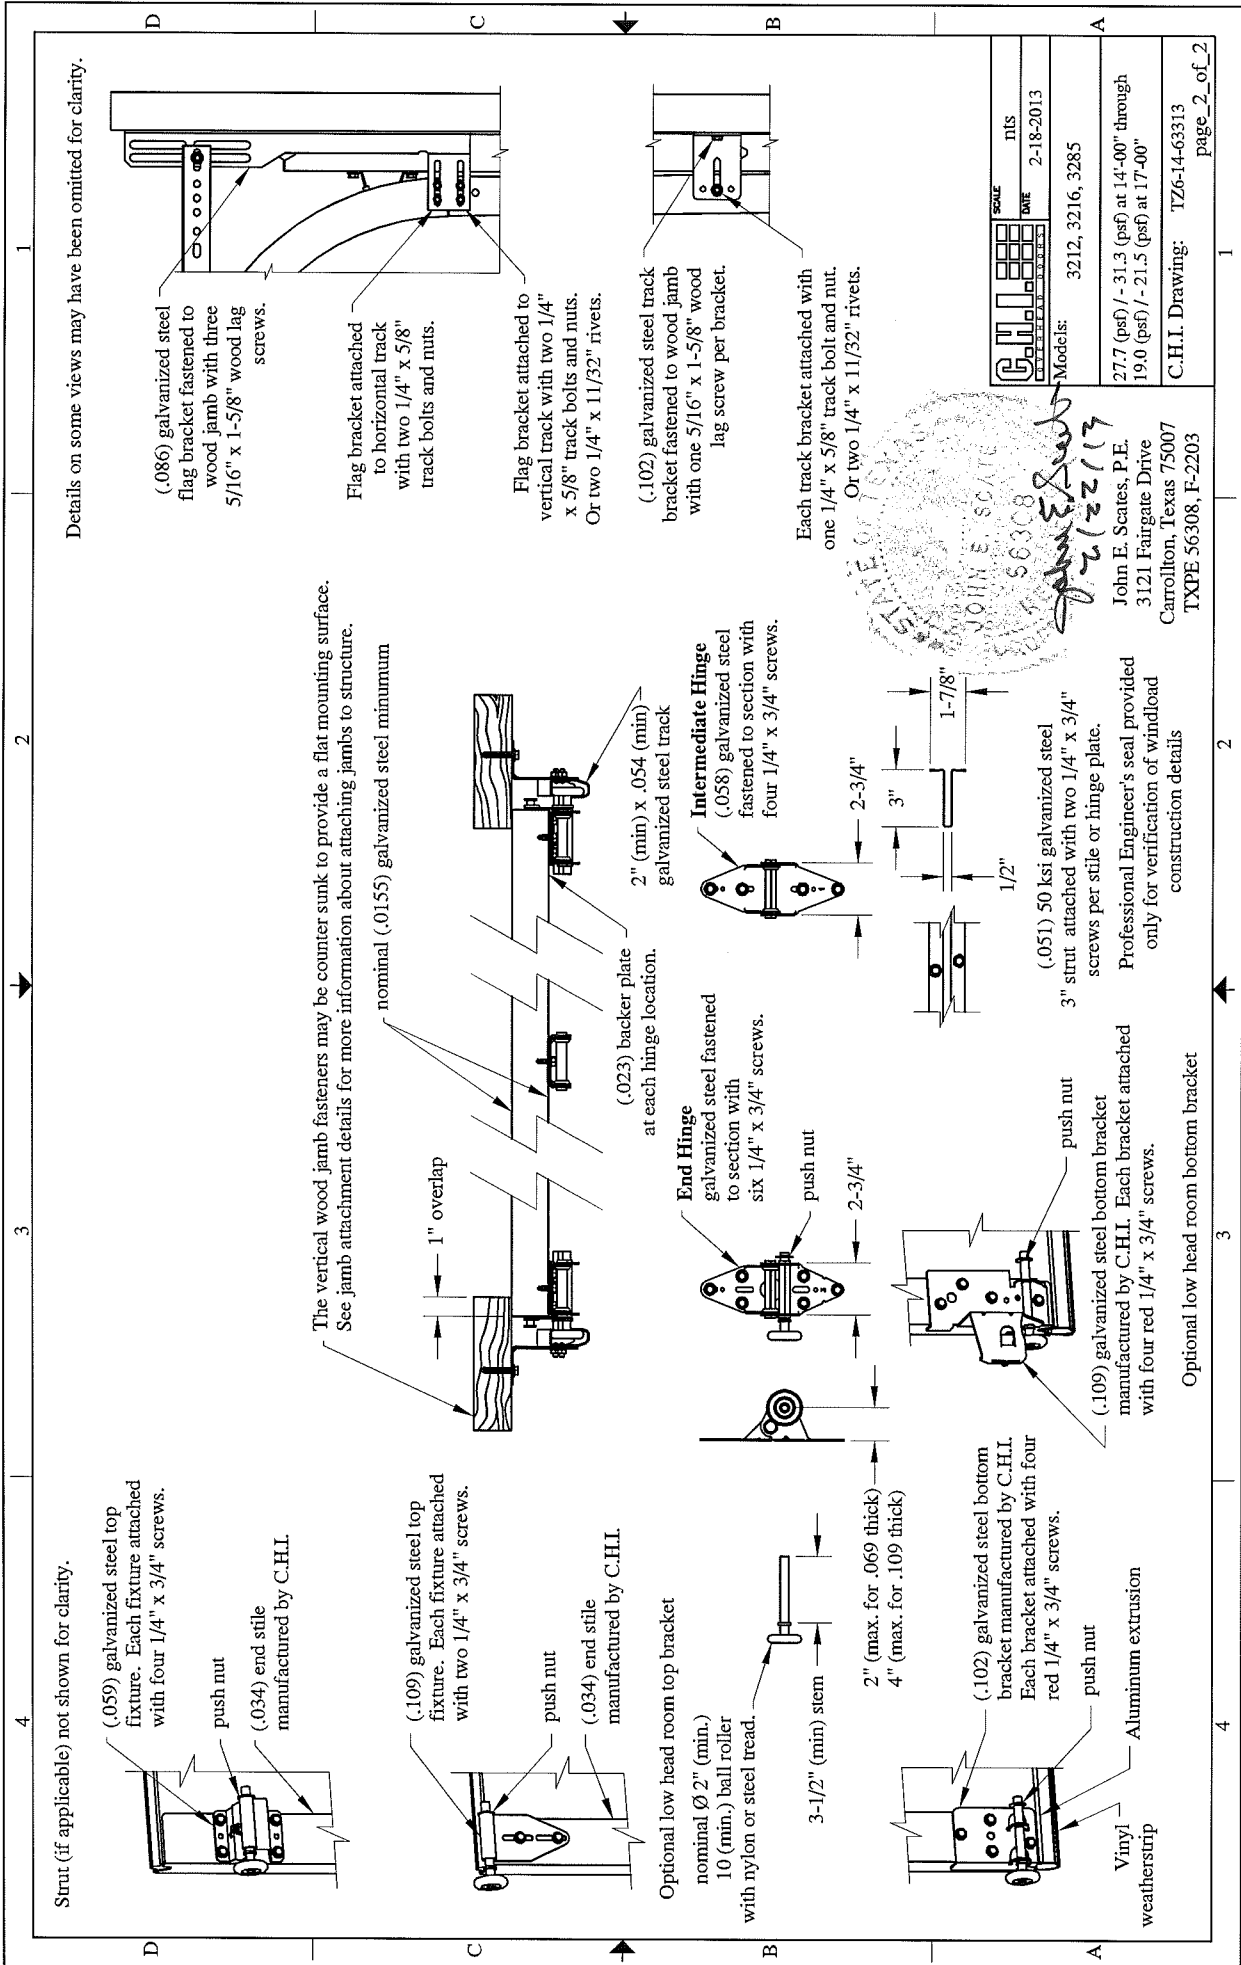 4
3
2
1
D
C
B
A
Strut (if applicable) not shown for clarity.
(.059) galvanized steel top
fixture. Each fixture attached
with four 1/4" x 3/4" screws.
push nut
(.034) end stile
manufactured by C.H.I.
(.109) galvanized steel top
fixture. Each fixture attached
with two 1/4" x 3/4" screws.
push nut
(.034) end stile
manufactured by C.H.I.
Optional low head room top bracket
nominal Ø 2" (min.)
10 (min.) ball roller
with nylon or steel tread.
3-1/2" (min) stem
2" (max. for .069 thick)
4" (max. for .109 thick)
(.102) galvanized steel bottom
bracket manufactured by C.H.I.
Each bracket attached with four
red 1/4" x 3/4" screws.
push nut
Aluminum extrusion
Vinyl
weatherstrip
The vertical wood jamb fasteners may be counter sunk to provide a flat mounting surface.
See jamb attachment details for more information about attaching jambs to structure.
1" overlap
nominal (.0155) galvanized steel minumum
(.023) backer plate
at each hinge location.
2" (min) x .054 (min)
galvanized steel track
End Hinge
galvanized steel fastened
to section with
six 1/4" x 3/4" screws.
push nut
2-3/4"
Intermediate Hinge
(.058) galvanized steel
fastened to section with
four 1/4" x 3/4" screws.
2-3/4"
push nut
(.109) galvanized steel bottom bracket
manufactured by C.H.I. Each bracket attached
with four red 1/4" x 3/4" screws.
Optional low head room bottom bracket
3"
1-7/8"
1/2"
(.051) 50 ksi galvanized steel
3" strut attached with two 1/4" x 3/4"
screws per stile or hinge plate.
Professional Engineer's seal provided
only for verification of windload
construction details
Details on some views may have been omitted for clarity.
(.086) galvanized steel
flag bracket fastened to
wood jamb with three
5/16" x 1-5/8" wood lag
screws.
Flag bracket attached
to horizontal track
with two 1/4" x 5/8"
track bolts and nuts.
Flag bracket attached to
vertical track with two 1/4"
x 5/8" track bolts and nuts.
Or two 1/4" x 11/32" rivets.
(.102) galvanized steel track
bracket fastened to wood jamb
with one 5/16" x 1-5/8" wood
lag screw per bracket.
Each track bracket attached with
one 1/4" x 5/8" track bolt and nut.
Or two 1/4" x 11/32" rivets.
STATE OF TEXAS
JOHN E. SCATES
56308
2/22/13
John E. Scates, P.E.
3121 Fairgate Drive
Carrollton, Texas 75007
TXPE 56308, F-2203
C.H.I.
OVERHEAD DOORS
SCALE
nts
DATE
2-18-2013
Models:
3212, 3216, 3285
27.7 (psf) / - 31.3 (psf) at 14'-00" through
19.0 (psf) / - 21.5 (psf) at 17'-00"
C.H.I. Drawing: TZ6-14-63313
page_2_of_2
D
C
B
A
4
3
2
1